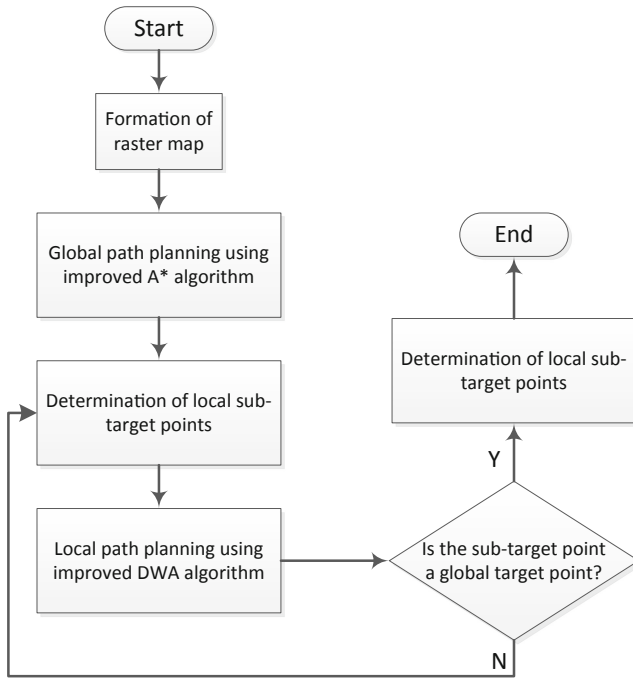 Start
Formation of
raster map
Global path planning using
improved A* algorithm
Determination of local sub-
target points
Local path planning using
improved DWA algorithm
Is the sub-target point
a global target point?
Y
N
Determination of local sub-
target points
End